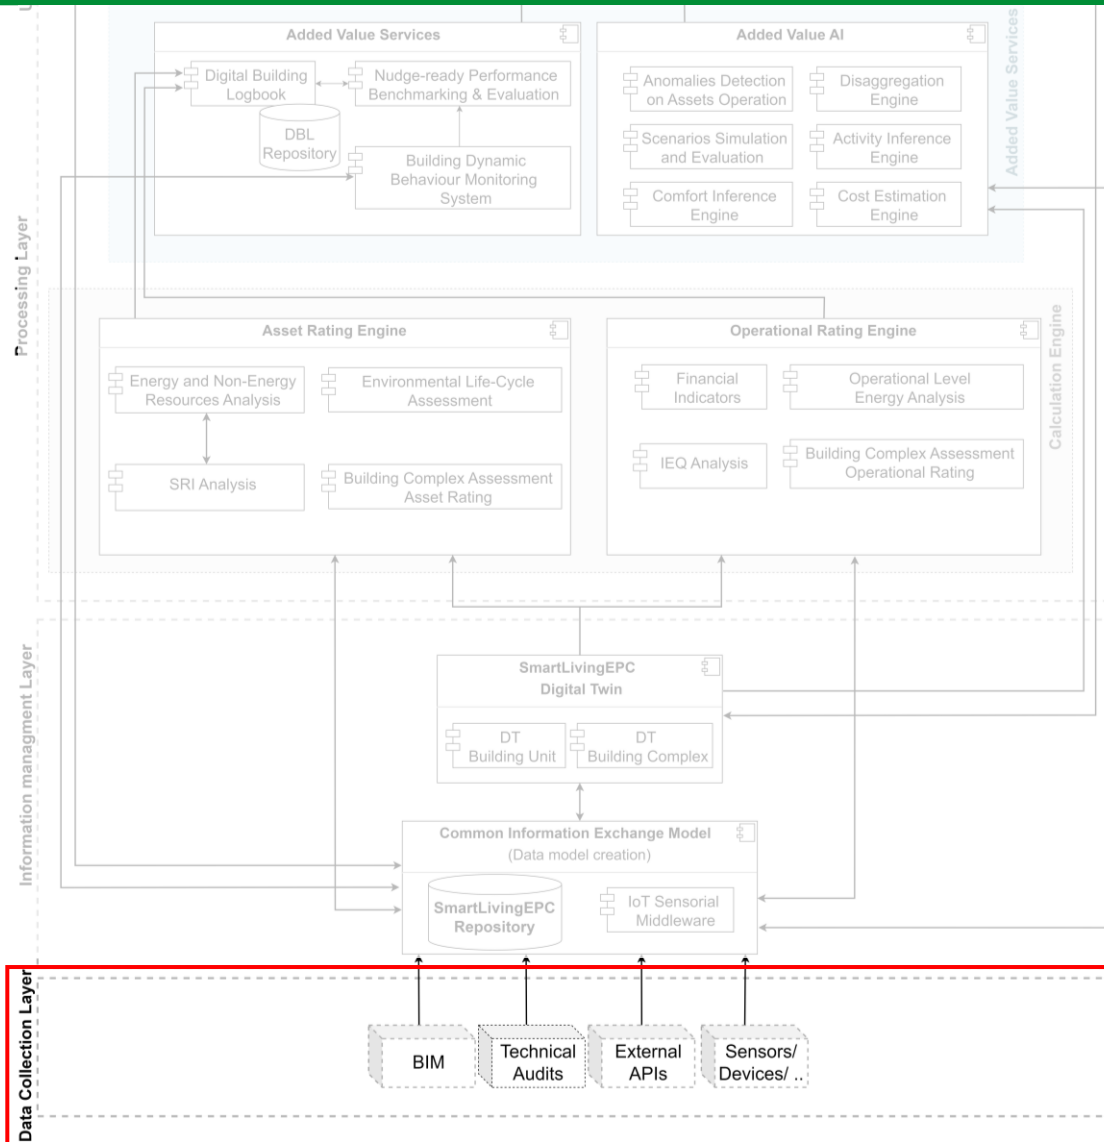 Added Value Services
Digital Building
Logbook
DBL
Repository
Nudge-ready Performance
Benchmarking & Evaluation
Building Dynamic
Behaviour Monitoring
System
Added Value AI
Anomalies Detection
on Assets Operation
Disaggregation
Engine
Scenarios Simulation
and Evaluation
Activity Inference
Engine
Comfort Inference
Engine
Cost Estimation
Engine
Added Value Services
Processing Layer
Asset Rating Engine
Energy and Non-Energy
Resources Analysis
Environmental Life-Cycle
Assessment
SRI Analysis
Building Complex Assessment
Asset Rating
Operational Rating Engine
Financial
Indicators
Operational Level
Energy Analysis
IEQ Analysis
Building Complex Assessment
Operational Rating
Calculation Engine
Information managment Layer
SmartLivingEPC
Digital Twin
DT
Building Unit
DT
Building Complex
Common Information Exchange Model
(Data model creation)
SmartLivingEPC
Repository
IoT Sensorial
Middleware
Data Collection Layer
BIM
Technical
Audits
External
APIs
Sensors/
Devices/ ..